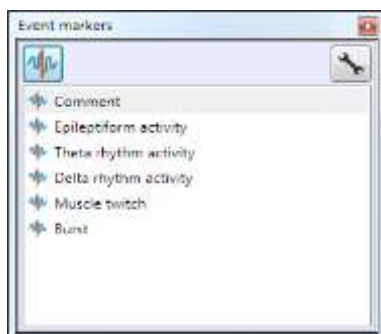 Event markers
Comment
Epileptiform activity
Theta rhythm activity
Delta rhythm activity
Muscle twitch
Burst